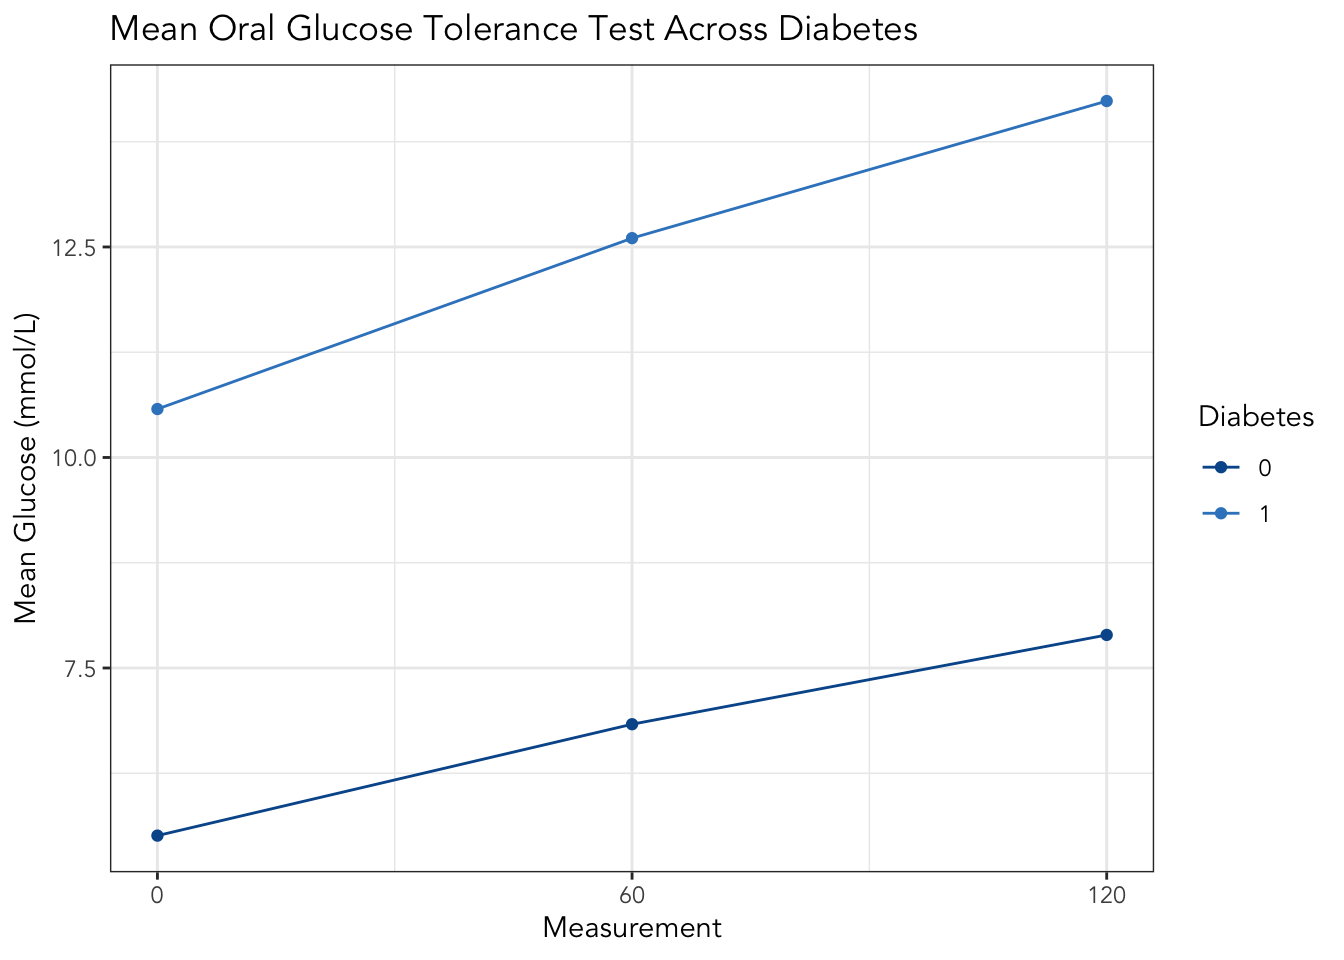 Mean Oral Glucose Tolerance Test Across Diabetes
Mean Glucose (mmol/L)
12.5
10.0
7.5
0
60
120
Measurement
Diabetes
0
1